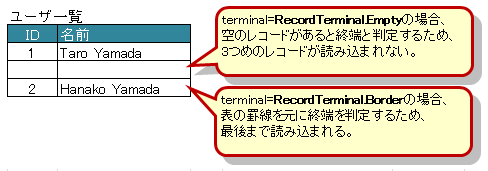 ユーザ一覧
ID 名前
1 Taro Yamada
2 Hanako Yamada
terminal=RecordTerminal.Emptyの場合、
空のレコードがあると終端と判定するため、
3つめのレコードが読み込まれない。
terminal=RecordTerminal.Borderの場合、
表の罫線を元に終端を判定するため、
最後まで読み込まれる。